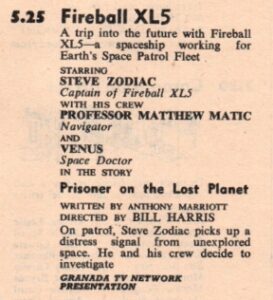 5.25 Fireball XL5
A trip into the future with Fireball
XL5—a spaceship working for
Earth's Space Patrol Fleet
STARRING
STEVE ZODIAC
Captain of Fireball XL5
WITH HIS CREW
PROFESSOR MATTHEW MATIC
Navigator
AND
VENUS
Space Doctor
IN THE STORY
Prisoner on the Lost Planet
WRITTEN BY ANTHONY MARRIOTT
DIRECTED BY BILL HARRIS
On patrol, Steve Zodiac picks up a
distress signal from unexplored
space. He and his crew decide to
investigate
GRANADA TV NETWORK
PRESENTATION